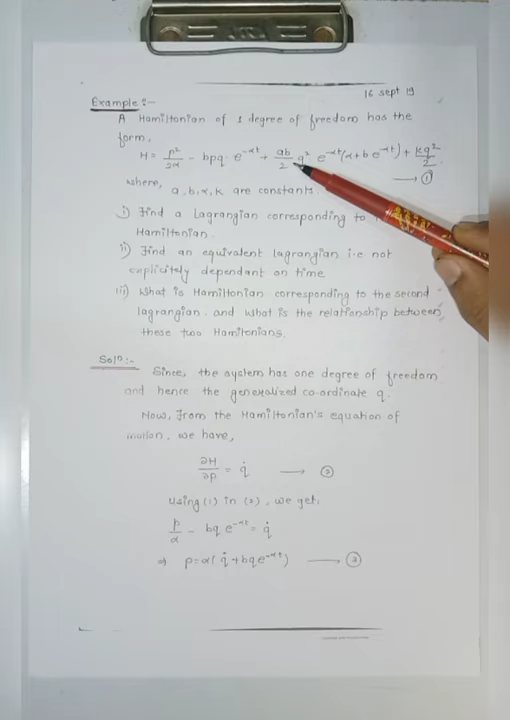 16 sept 19
Example :-
A Hamiltonian of 1 degree of freedom has the
form,
H = p²/2α - bpq · e^-αt + ab/2 q² e^-αt(α + b e^-αt) + kq²/2. → ①
where, a, b, α, k are constants.
i) Find a Lagrangian corresponding to
Hamiltonian.
ii) Find an equivalent lagrangian i.e not
explicitely dependant on time
iii) What is Hamiltonian corresponding to the second
lagrangian. and what is the relationship between
these two Hamiltonians.
Solⁿ:-
Since, the system has one degree of freedom
and hence the generalized co-ordinate q.
Now, from the Hamiltonian's equation of
motion, we have,
∂H/∂p = q̇ → ②
using (1) in (2), we get.
p/α - bq e^-αt = q̇
⇒ p = α( q̇ + bq e^-αt) → ③